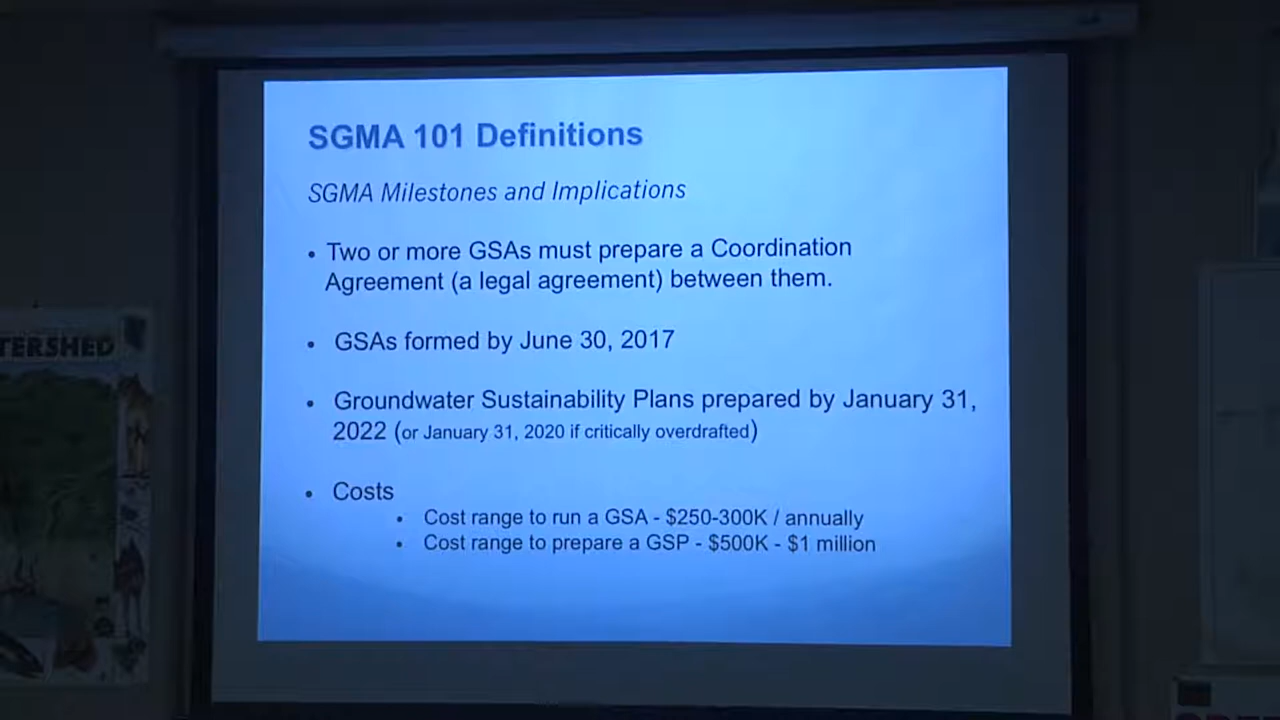 SGMA 101 Definitions
SGMA Milestones and Implications
• Two or more GSAs must prepare a Coordination
Agreement (a legal agreement) between them.
• GSAs formed by June 30, 2017
• Groundwater Sustainability Plans prepared by January 31,
2022 (or January 31, 2020 if critically overdrafted)
• Costs
• Cost range to run a GSA - $250-300K / annually
• Cost range to prepare a GSP - $500K - $1 million
TERSHED